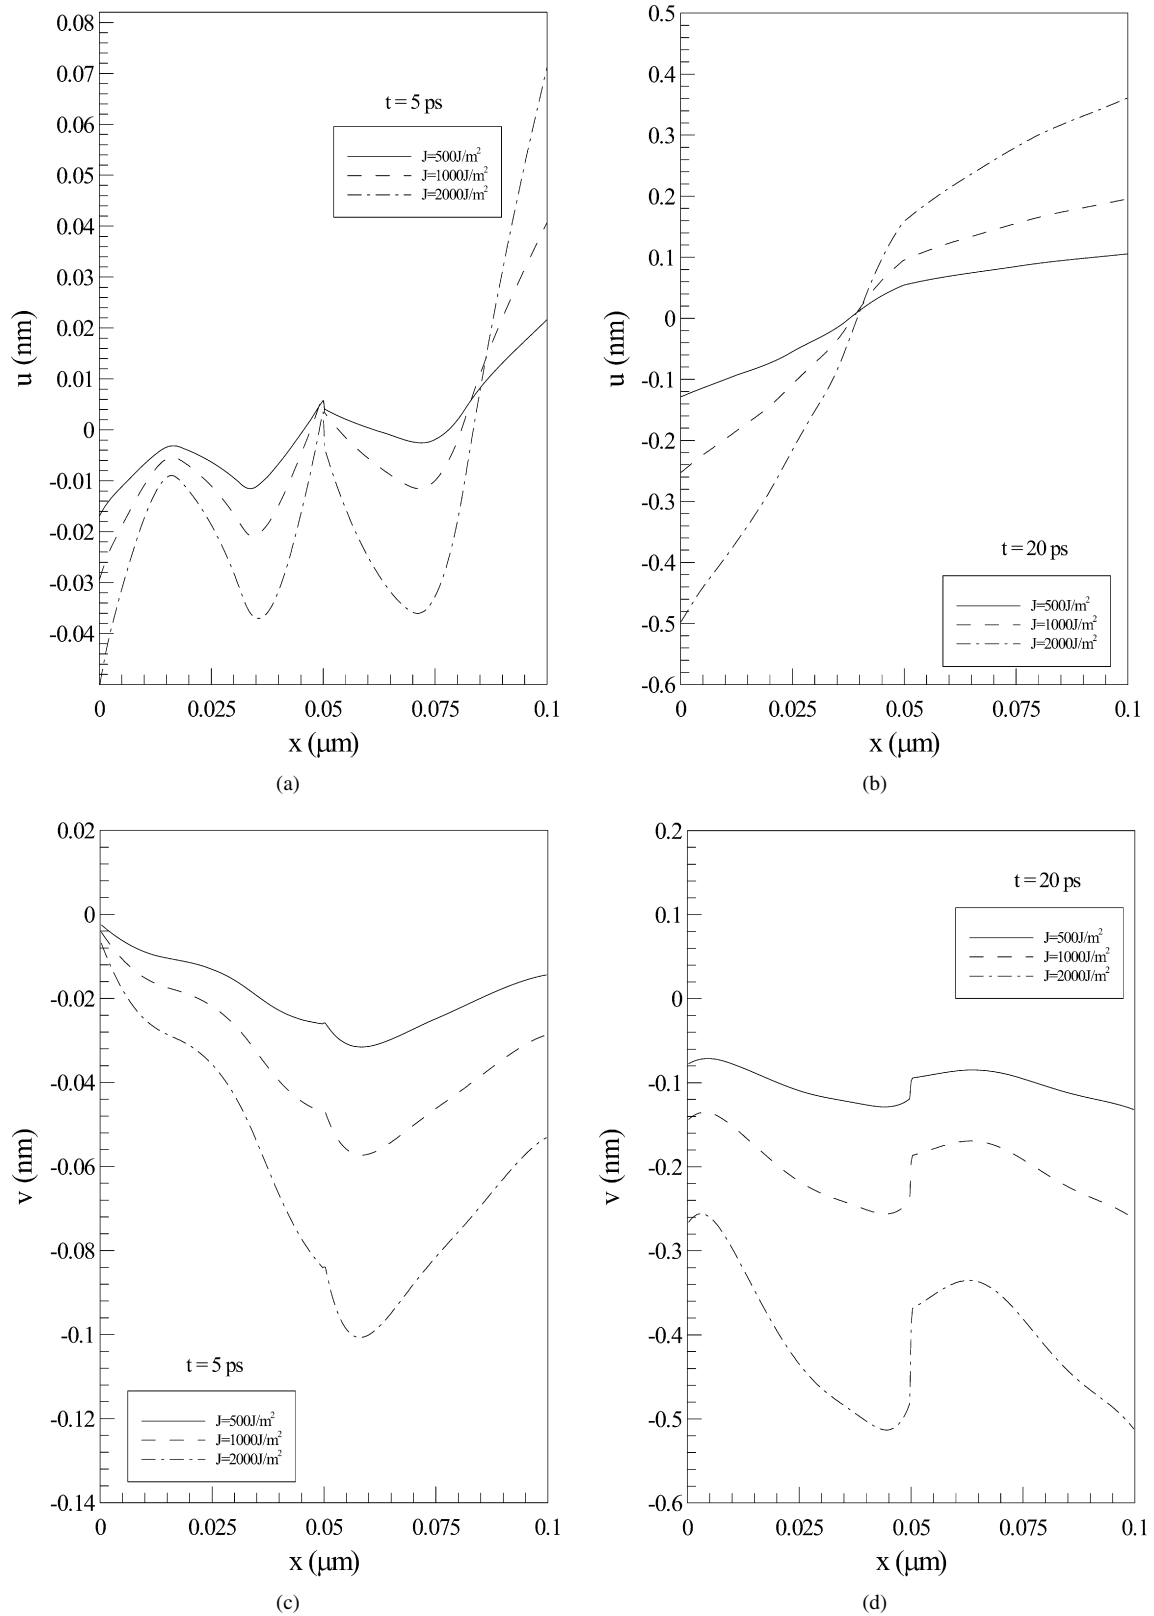 0.08
0.07
0.06
0.05
0.04
0.03
0.02
0.01
0
-0.01
-0.02
-0.03
-0.04
u (nm)
t = 5 ps
J=500J/m²
J=1000J/m²
J=2000J/m²
0 0.025 0.05 0.075 0.1
x (μm)
(a)
0.5
0.4
0.3
0.2
0.1
0
-0.1
-0.2
-0.3
-0.4
-0.5
-0.6
u (nm)
t = 20 ps
J=500J/m²
J=1000J/m²
J=2000J/m²
0 0.025 0.05 0.075 0.1
x (μm)
(b)
0.02
0
-0.02
-0.04
-0.06
-0.08
-0.1
-0.12
-0.14
v (nm)
t = 5 ps
J=500J/m²
J=1000J/m²
J=2000J/m²
0 0.025 0.05 0.075 0.1
x (μm)
(c)
0.2
0.1
0
-0.1
-0.2
-0.3
-0.4
-0.5
-0.6
v (nm)
t = 20 ps
J=500J/m²
J=1000J/m²
J=2000J/m²
0 0.025 0.05 0.075 0.1
x (μm)
(d)